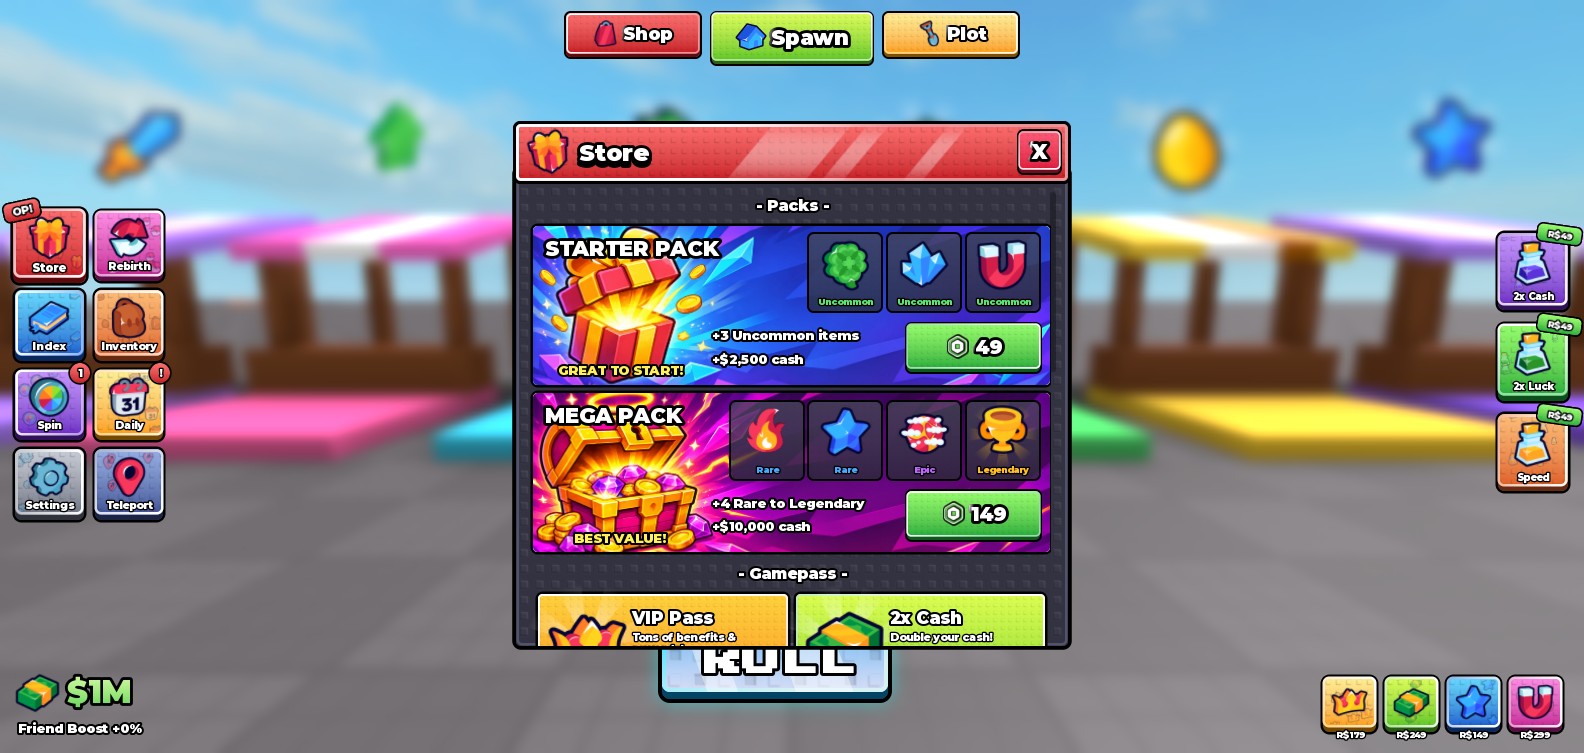 Shop
Spawn
Plot
OP!
Store
Rebirth
Index
Inventory
1
Spin
!
31
Daily
Settings
Teleport
$1M
Friend Boost +0%
Store
X
- Packs -
STARTER PACK
Uncommon
Uncommon
Uncommon
+3 Uncommon items
+$2,500 cash
49
GREAT TO START!
MEGA PACK
Rare
Rare
Epic
Legendary
+4 Rare to Legendary
+$10,000 cash
149
BEST VALUE!
- Gamepass -
VIP Pass
Tons of benefits &
2x Cash
Double your cash!
ROLL
R$49
2x Cash
R$49
2x Luck
R$49
Speed
R$179
R$249
R$149
R$299